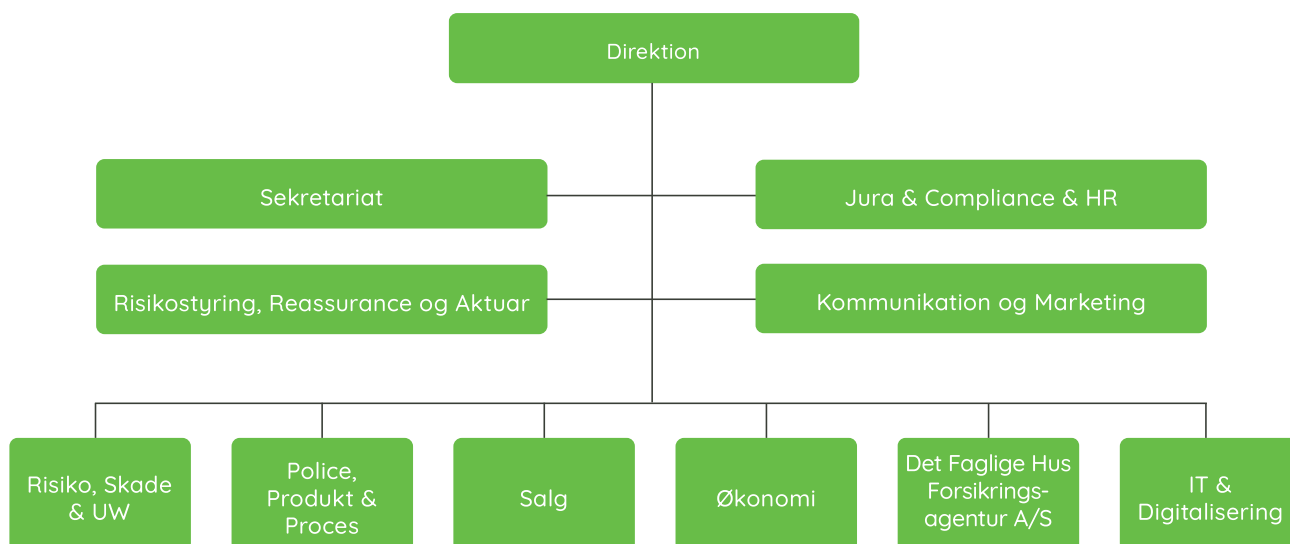 Direktion
Sekretariat
Jura & Compliance & HR
Risikostyring, Reassurance og Aktuar
Kommunikation og Marketing
Risiko, Skade
& UW
Police,
Produkt &
Proces
Salg
Økonomi
Det Faglige Hus
Forsikrings-
agentur A/S
IT &
Digitalisering